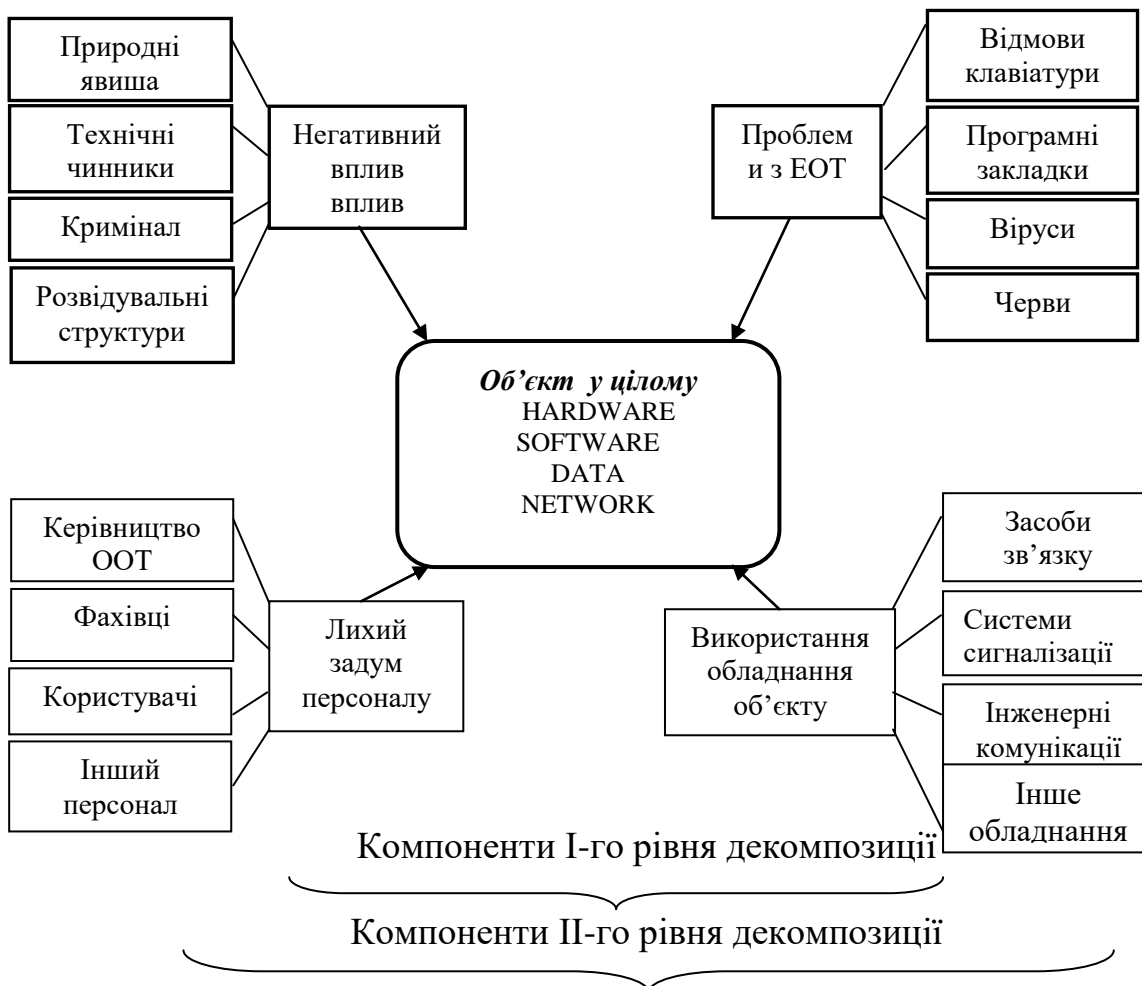 Природні
явиша
Технічні
чинники
Кримінал
Розвідувальні
структури
Негативний
вплив
вплив
Проблем
и з ЕОТ
Відмови
клавіатури
Програмні
закладки
Віруси
Черви
Об’єкт у цілому
HARDWARE
SOFTWARE
DATA
NETWORK
Керівництво
ООТ
Фахівці
Користувачі
Інший
персонал
Лихий
задум
персоналу
Використання
обладнання
об’єкту
Засоби
зв’язку
Системи
сигналізації
Інженерні
комунікації
Інше
обладнання
Компоненти І-го рівня декомпозиції
Компоненти ІІ-го рівня декомпозиції